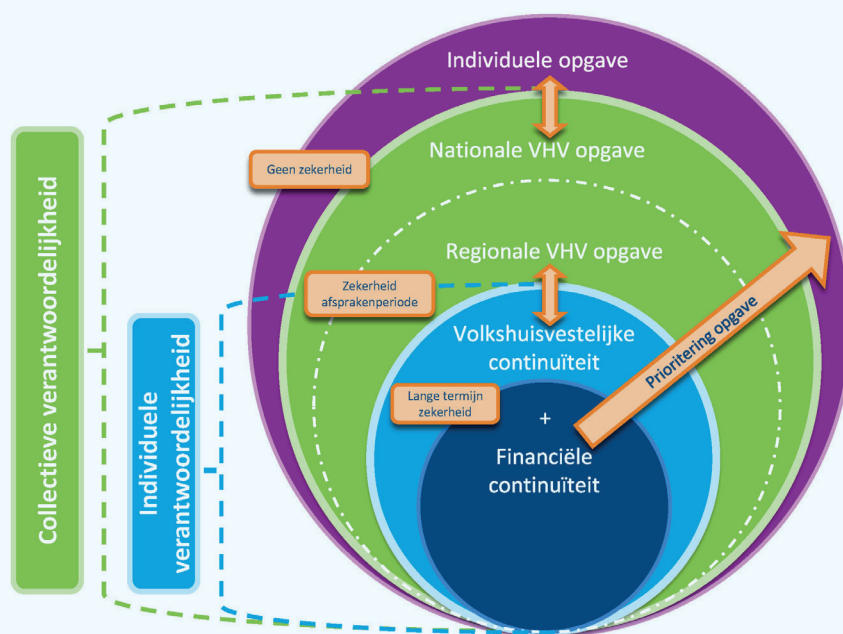 Individuele opgave
Nationale VHV opgave
Geen zekerheid
Regionale VHV opgave
Zekerheid
afsprakenperiode
Volkshuisvestelijke
continuïteit
Lange termijn
zekerheid
+
Financiële
continuïteit
Prioritering opgave
Collectieve verantwoordelijkheid
Individuele
verantwoordelijkheid